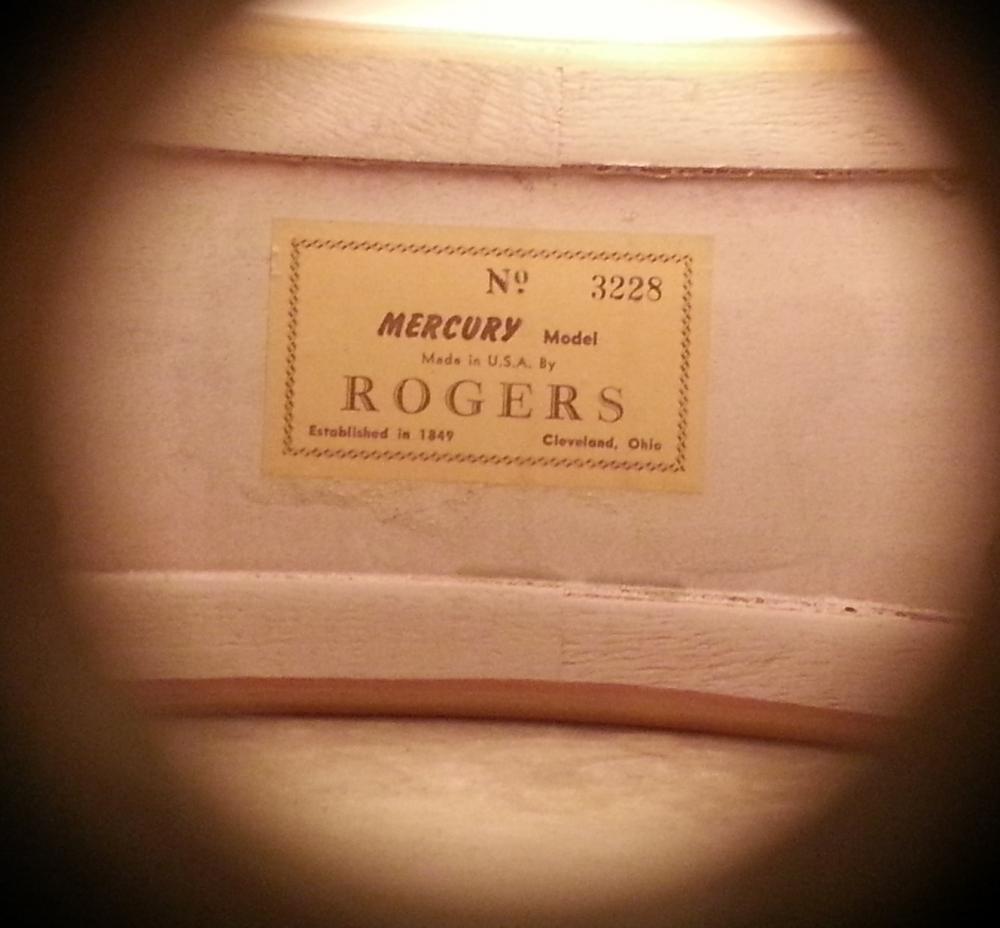 Nº 3228
MERCURY Model
Made in U.S.A. By
ROGERS
Established in 1849 Cleveland, Ohio